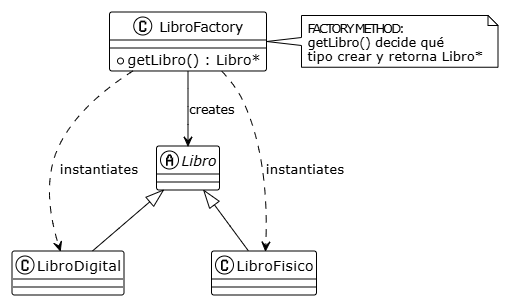 C LibroFactory
getLibro() : Libro*
FACTORY METHOD:
getLibro() decide qué
tipo crear y retorna Libro*
creates
instantiates
instantiates
A Libro
C LibroDigital
C LibroFisico